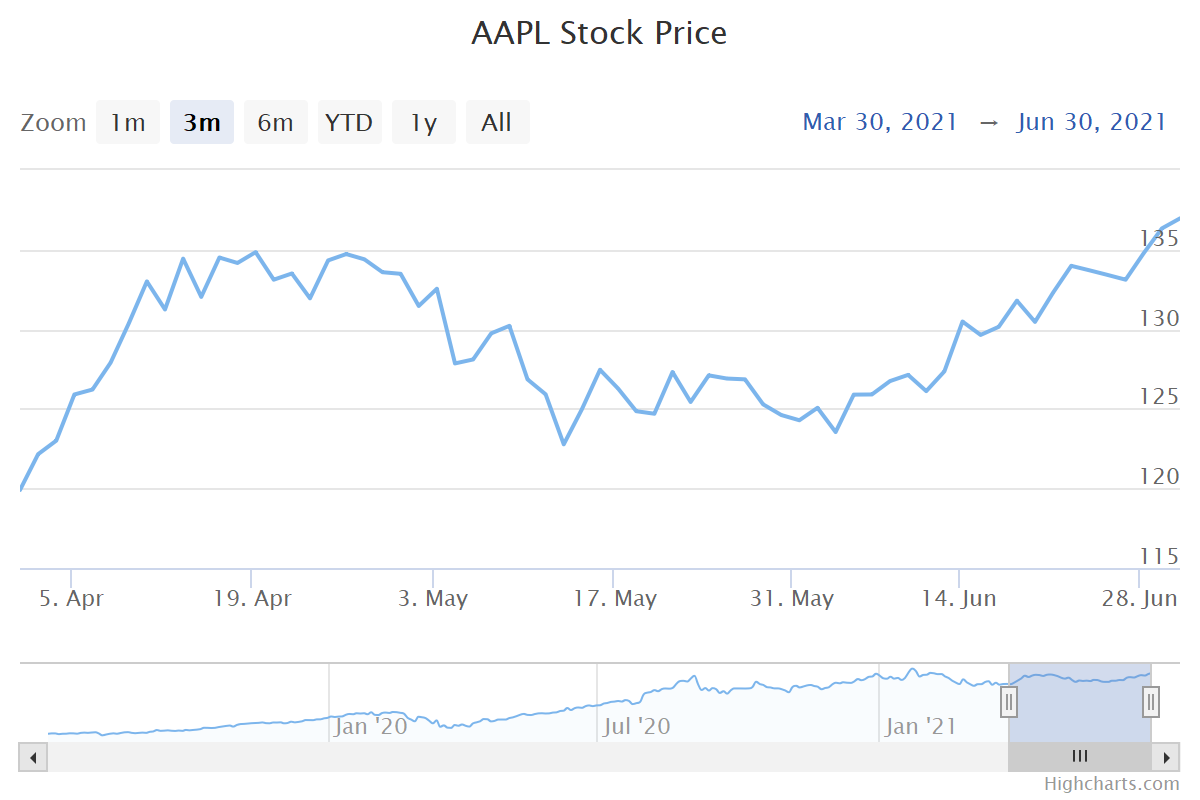 AAPL Stock Price
Zoom 1m 3m 6m YTD 1y All Mar 30, 2021 → Jun 30, 2021
135
130
125
120
115
5. Apr 19. Apr 3. May 17. May 31. May 14. Jun 28. Jun
Jan '20 Jul '20 Jan '21
Highcharts.com